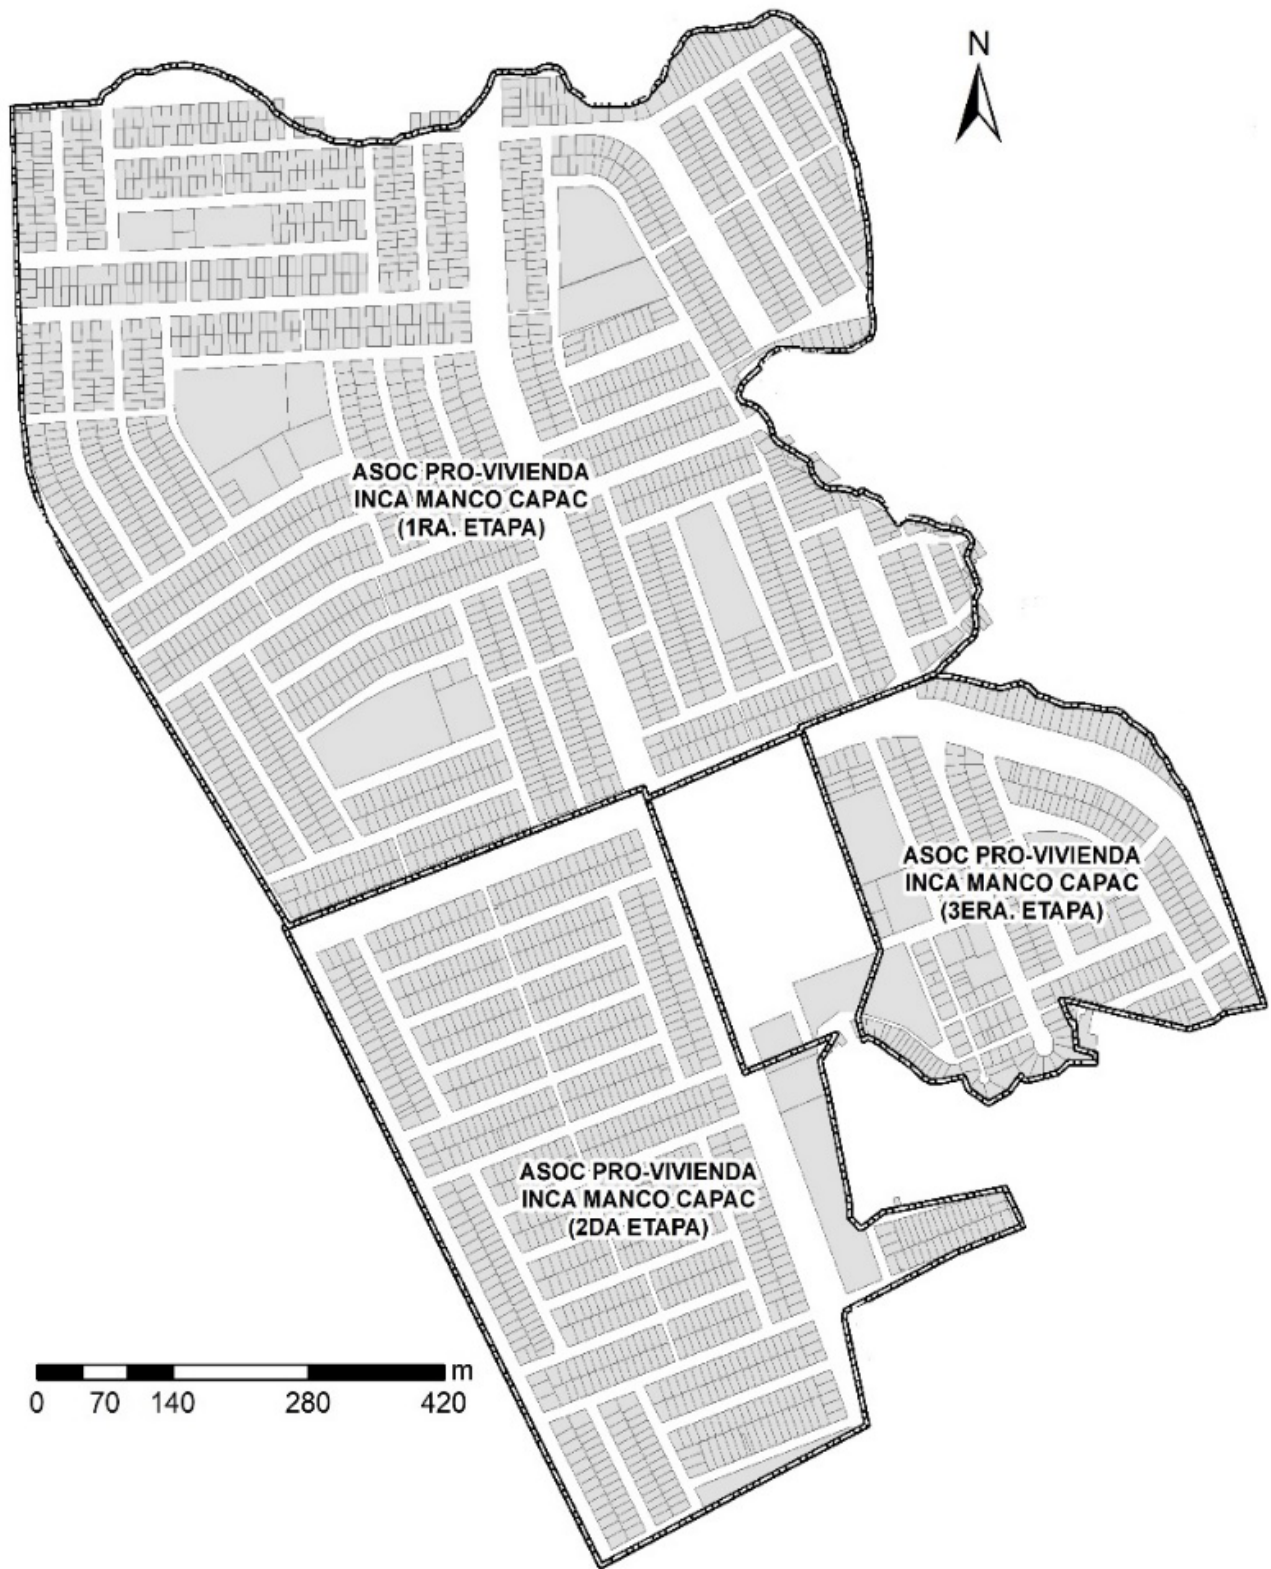 N
ASOC PRO-VIVIENDA
INCA MANCO CAPAC
(1RA. ETAPA)
ASOC PRO-VIVIENDA
INCA MANCO CAPAC
(3ERA. ETAPA)
ASOC PRO-VIVIENDA
INCA MANCO CAPAC
(2DA ETAPA)
m
0 70 140 280 420